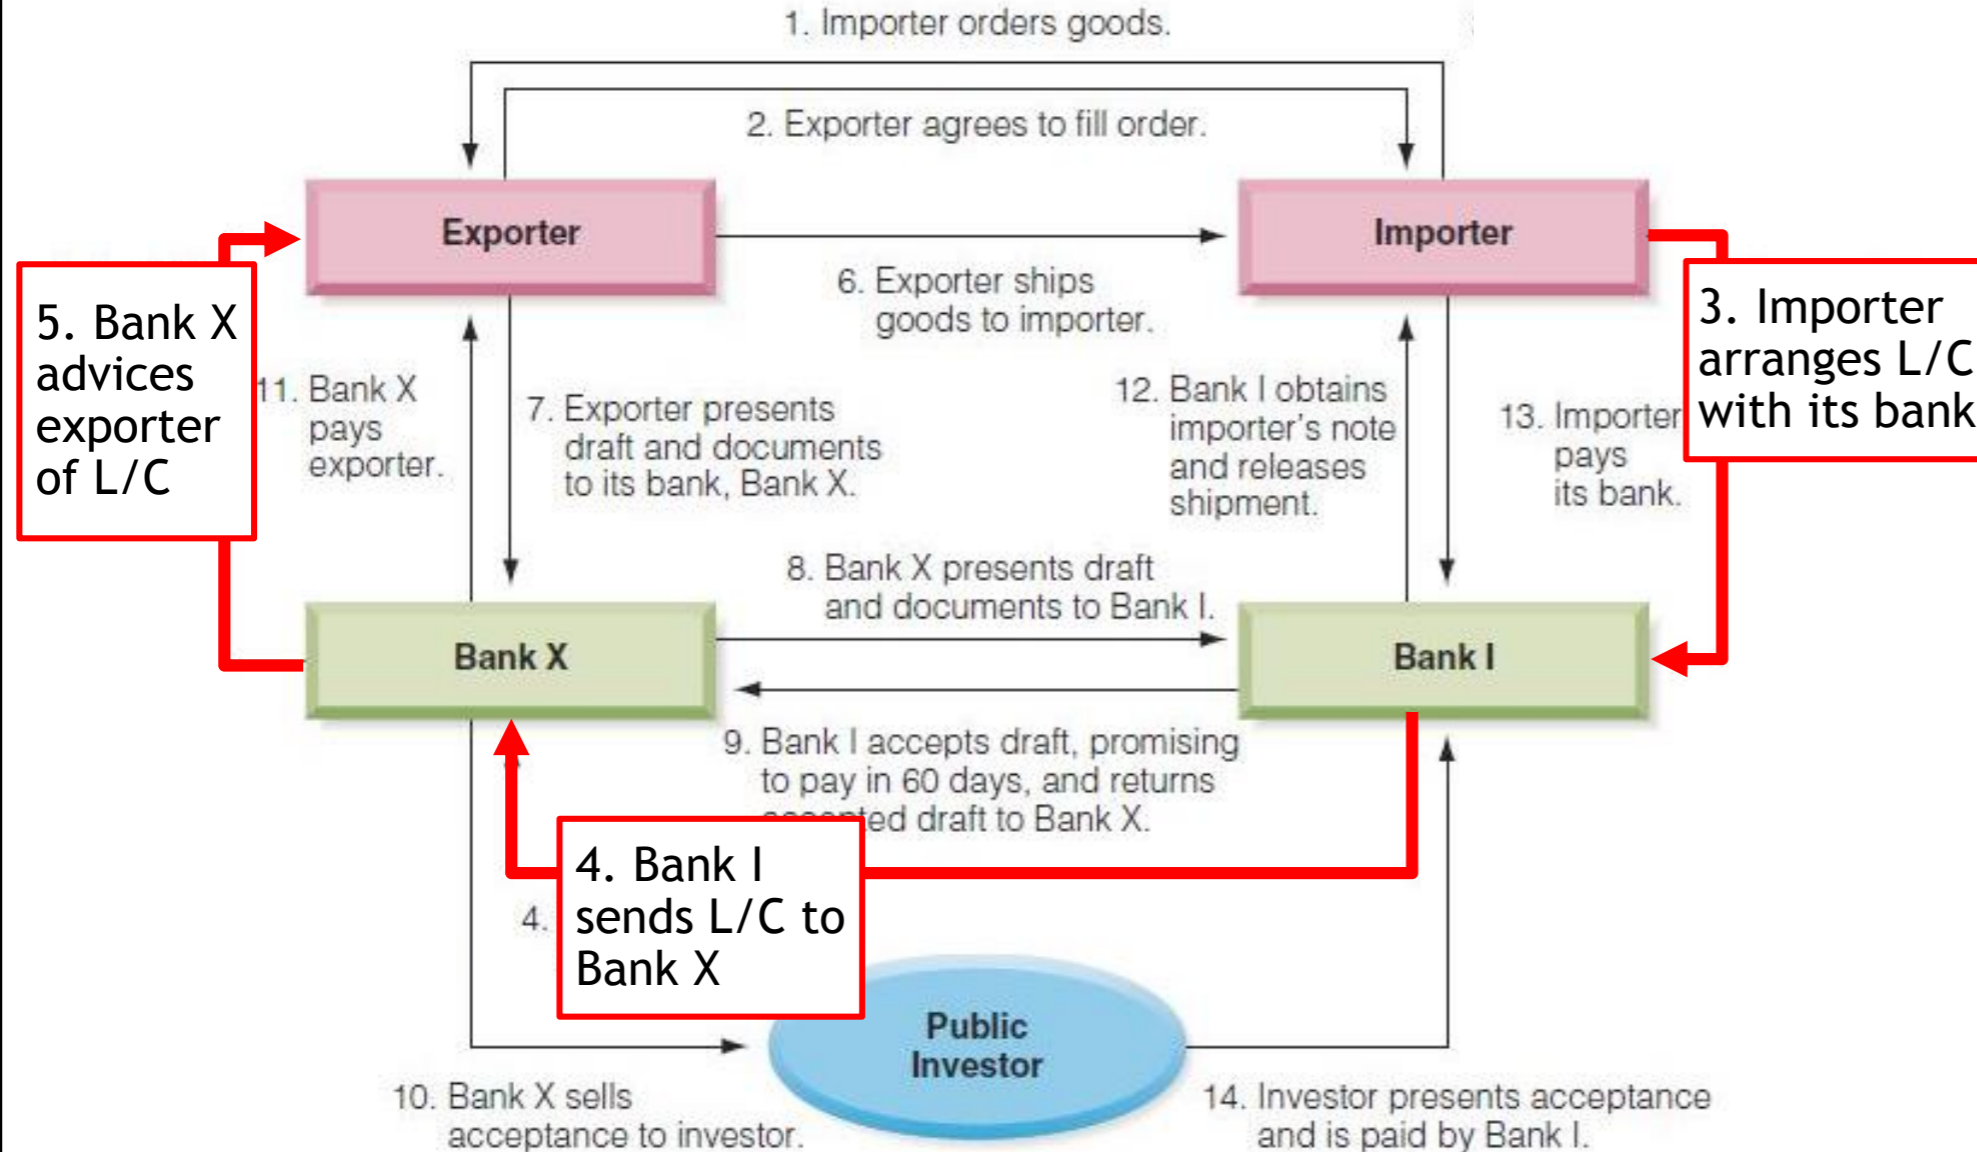 1. Importer orders goods.
2. Exporter agrees to fill order.
Exporter
Importer
6. Exporter ships
goods to importer.
5. Bank X
advices
exporter
of L/C
3. Importer
arranges L/C
with its bank
11. Bank X
pays
exporter.
7. Exporter presents
draft and documents
to its bank, Bank X.
12. Bank I obtains
importer's note
and releases
shipment.
13. Importer
pays
its bank.
8. Bank X presents draft
and documents to Bank I.
Bank X
Bank I
9. Bank I accepts draft, promising
to pay in 60 days, and returns
draft to Bank X.
4. Bank I
sends L/C to
Bank X
4.
Public
Investor
10. Bank X sells
acceptance to investor.
14. Investor presents acceptance
and is paid by Bank I.